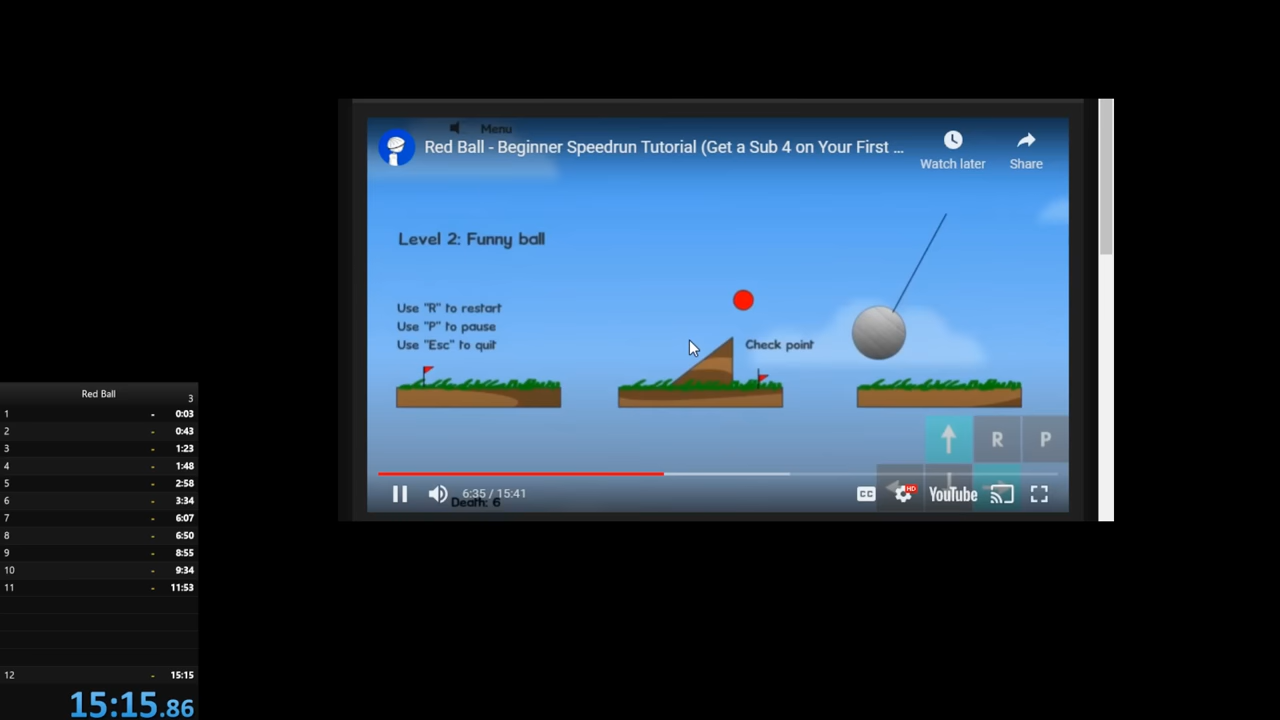 Menu
Red Ball - Beginner Speedrun Tutorial (Get a Sub 4 on Your First ...
Watch later
Share
Level 2: Funny ball
Use "R" to restart
Use "P" to pause
Use "Esc" to quit
Check point
R P
6:35 / 15:41
CC
HD
YouTube
Death: 6
Red Ball
3
1 - 0:03
2 - 0:43
3 - 1:23
4 - 1:48
5 - 2:58
6 - 3:34
7 - 6:07
8 - 6:50
9 - 8:55
10 - 9:34
11 - 11:53
12 - 15:15
15:15.86